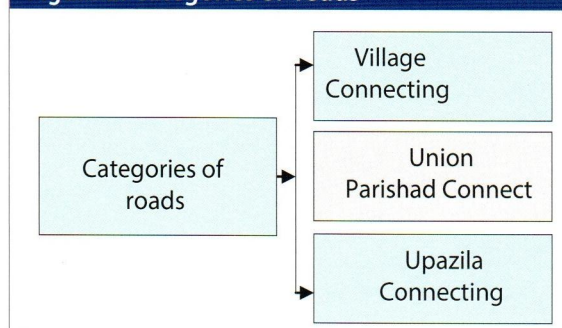 Categories of
roads
Village
Connecting
Union
Parishad Connect
Upazila
Connecting